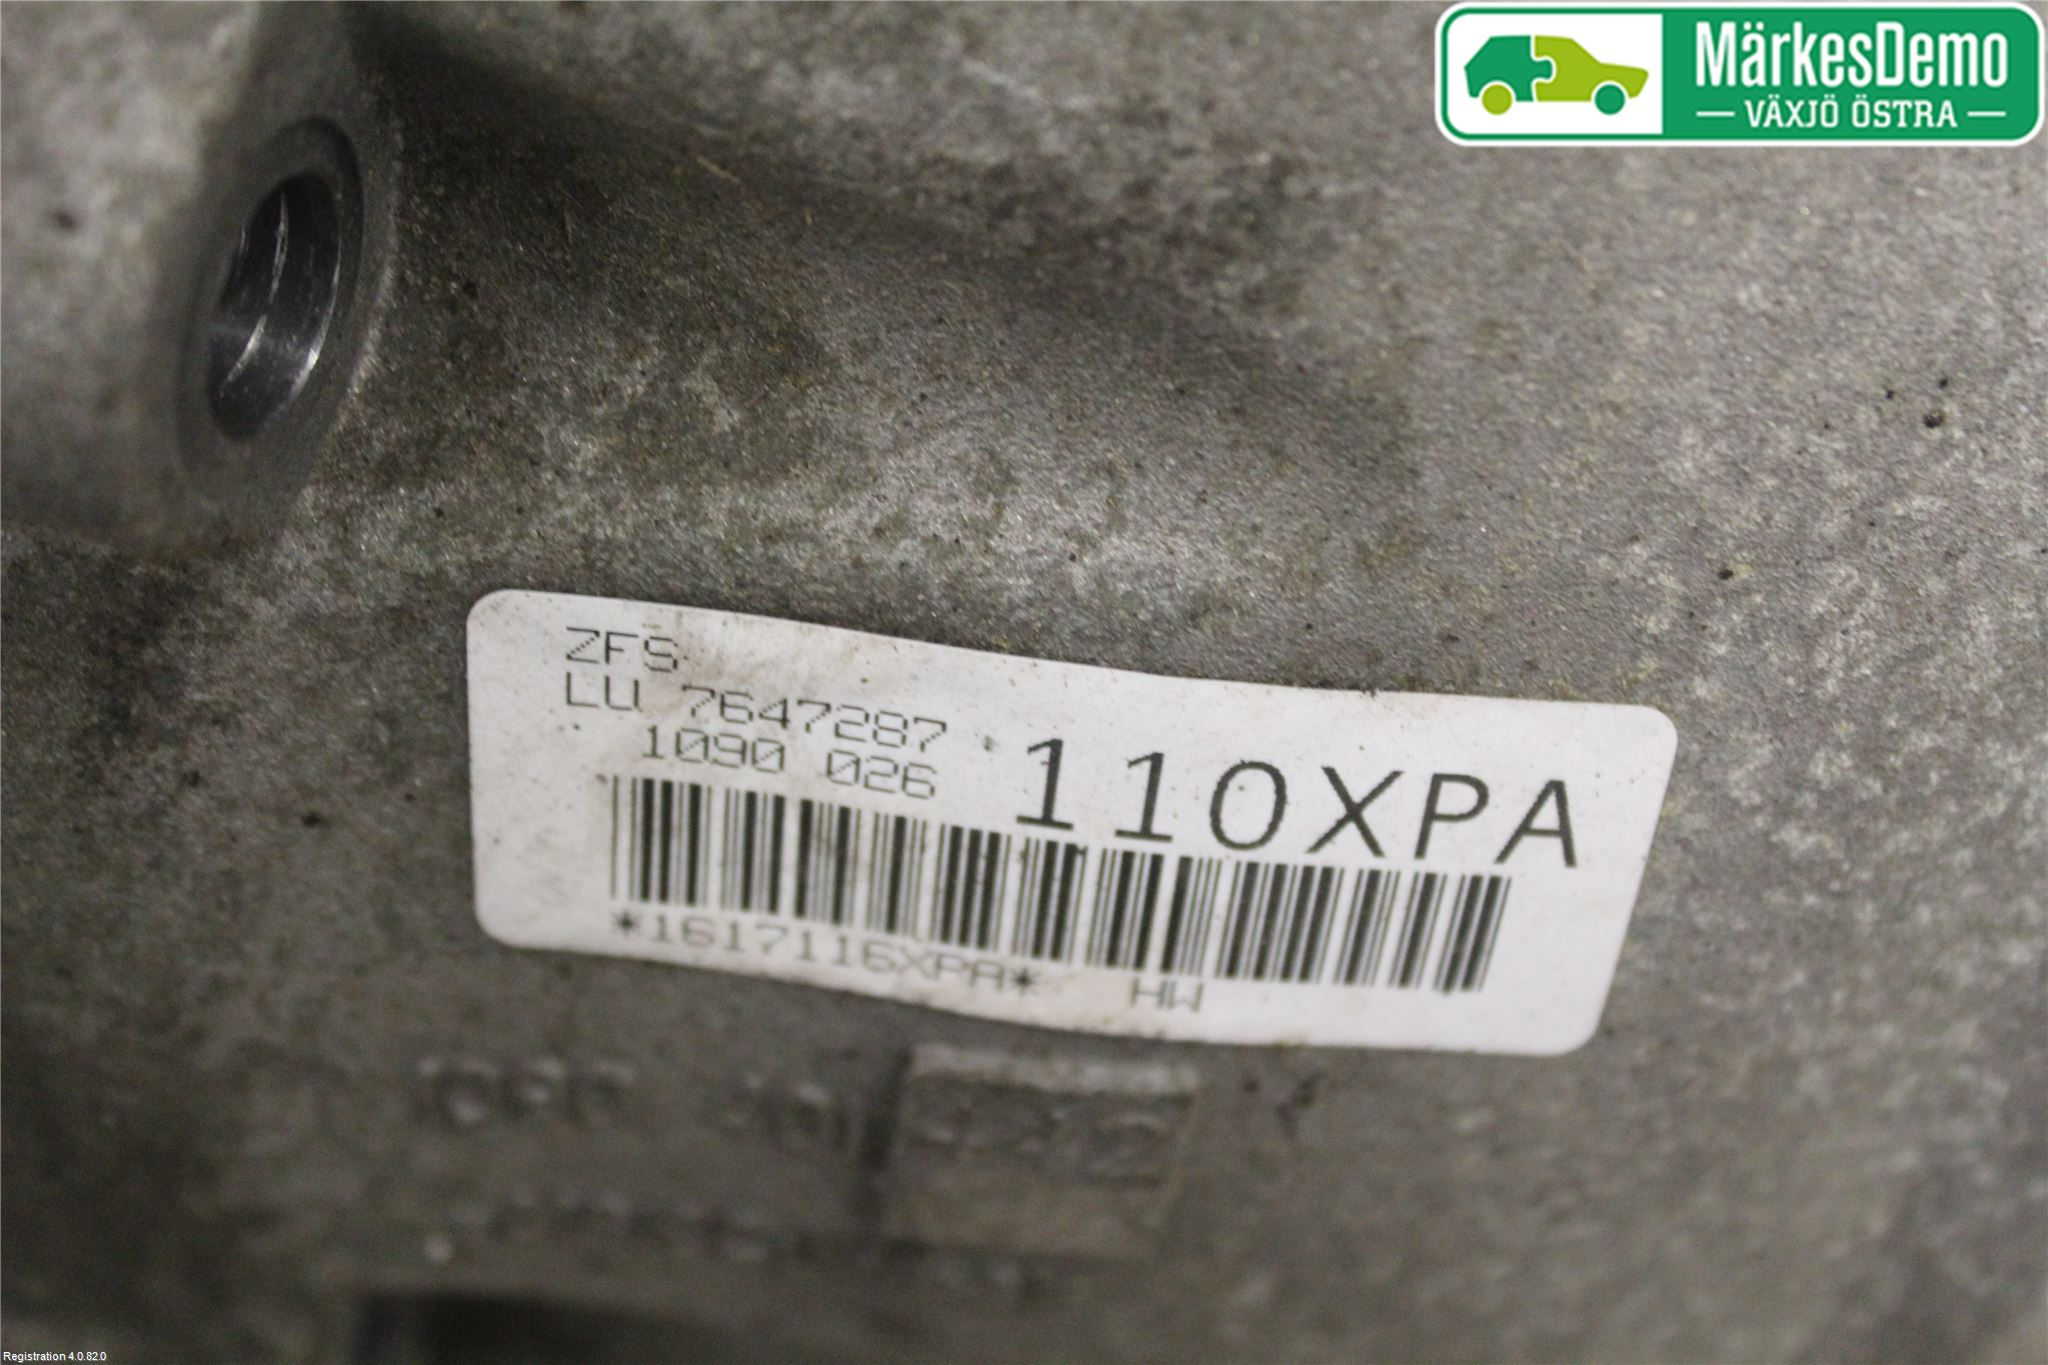 MärkesDemo
VÄXJÖ ÖSTRA
ZFS
LU 7647287
1090 026
110XPA
*1617116XPA* HW
Registration 4.0.82.0